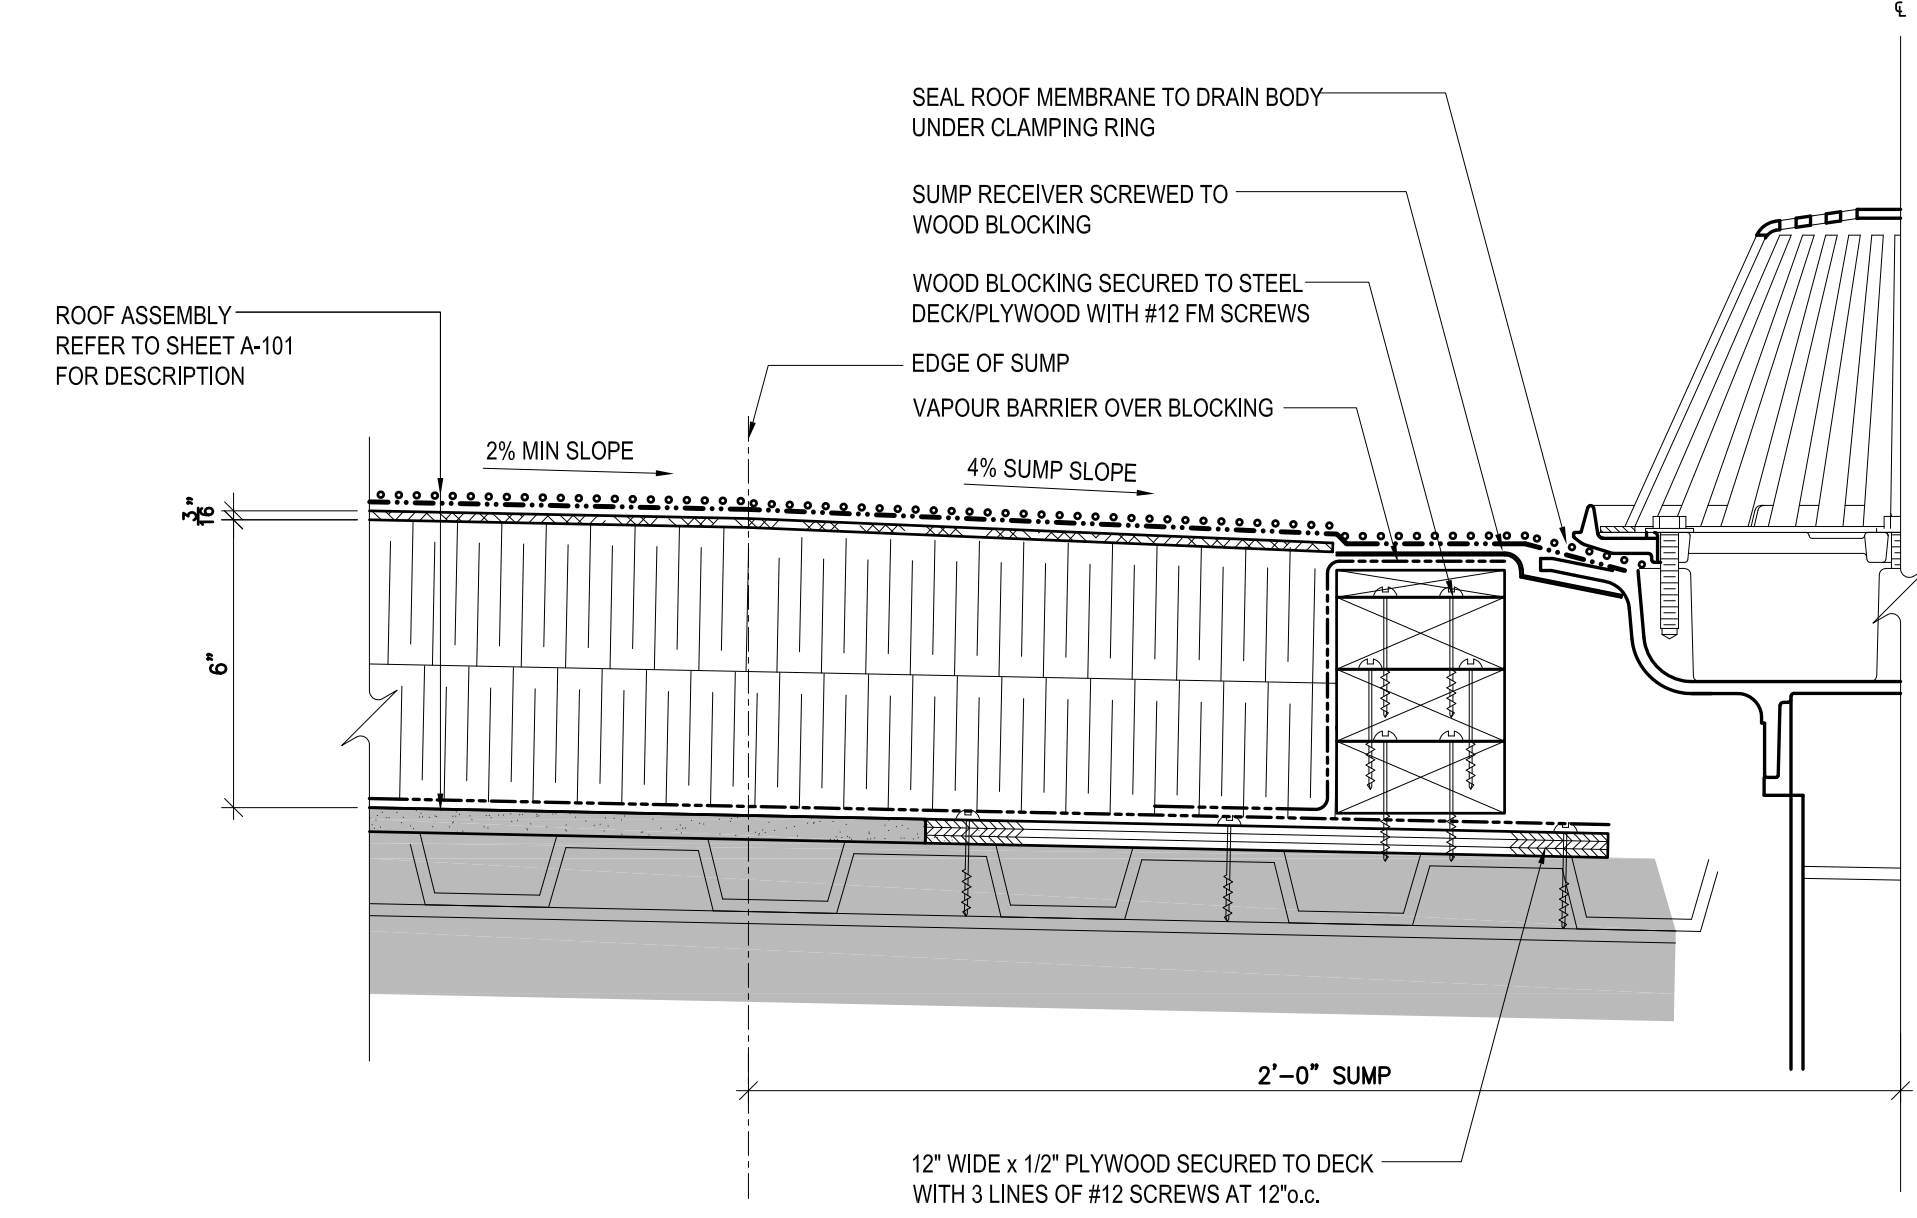 ℄
SEAL ROOF MEMBRANE TO DRAIN BODY
UNDER CLAMPING RING
SUMP RECEIVER SCREWED TO
WOOD BLOCKING
WOOD BLOCKING SECURED TO STEEL
DECK/PLYWOOD WITH #12 FM SCREWS
ROOF ASSEMBLY
REFER TO SHEET A-101
FOR DESCRIPTION
EDGE OF SUMP
VAPOUR BARRIER OVER BLOCKING
2% MIN SLOPE
4% SUMP SLOPE
3/16"
6"
2'-0" SUMP
12" WIDE x 1/2" PLYWOOD SECURED TO DECK
WITH 3 LINES OF #12 SCREWS AT 12"o.c.